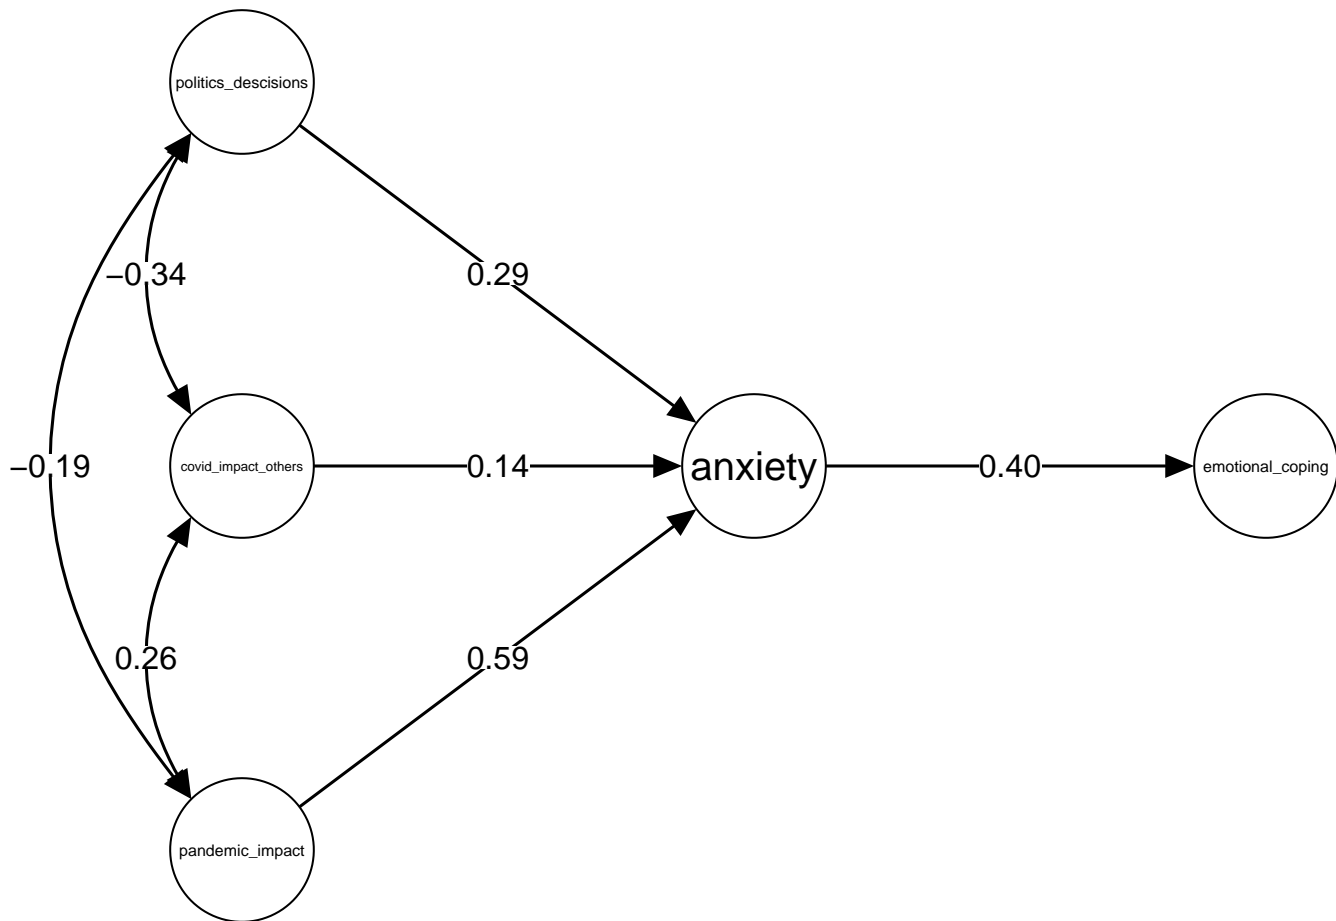 politics_descisions
−0.34
0.29
−0.19
covid_impact_others
0.14
anxiety
0.40
emotional_coping
0.26
0.59
pandemic_impact